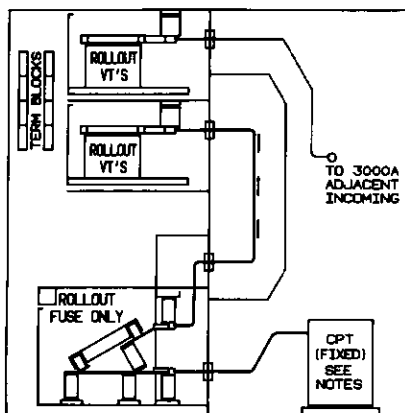 ROLLOUT
VT'S
TERM BLOCKS
ROLLOUT
VT'S
TO 3000A
ADJACENT
INCOMING
ROLLOUT
FUSE ONLY
CPT
(FIXED)
SEE
NOTES